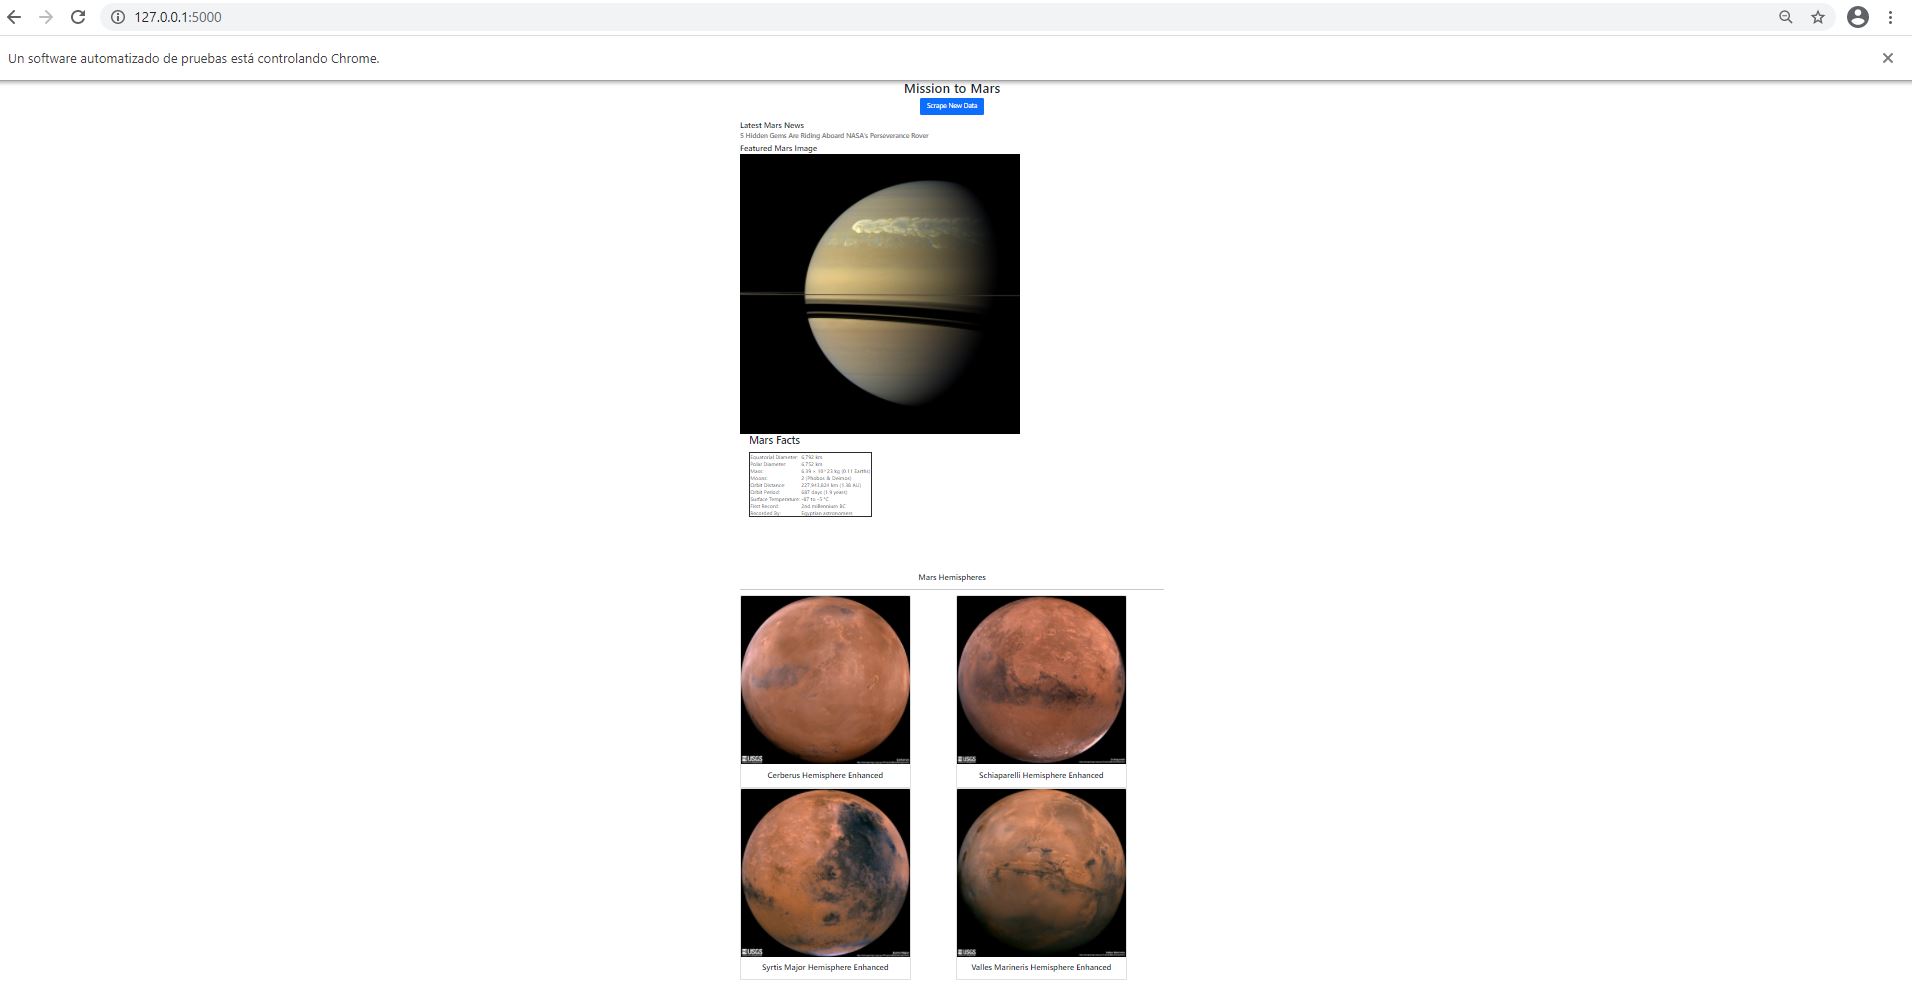 127.0.0.1:5000
Un software automatizado de pruebas está controlando Chrome.
Mission to Mars
Scrape New Data
Latest Mars News
5 Hidden Gems Are Riding Aboard NASA's Perseverance Rover
Featured Mars Image
Mars Facts
Equatorial Diameter: 6,792 km
Polar Diameter: 6,752 km
Mass: 6.39 × 10^23 kg (0.11 Earths)
Moons: 2 (Phobos & Deimos)
Orbit Distance: 227,943,824 km (1.38 AU)
Orbit Period: 687 days (1.9 years)
Surface Temperature: -87 to -5 °C
First Record: 2nd millennium BC
Recorded By: Egyptian astronomers
Mars Hemispheres
USGS
USGS
Cerberus Hemisphere Enhanced
Schiaparelli Hemisphere Enhanced
USGS
USGS
Syrtis Major Hemisphere Enhanced
Valles Marineris Hemisphere Enhanced